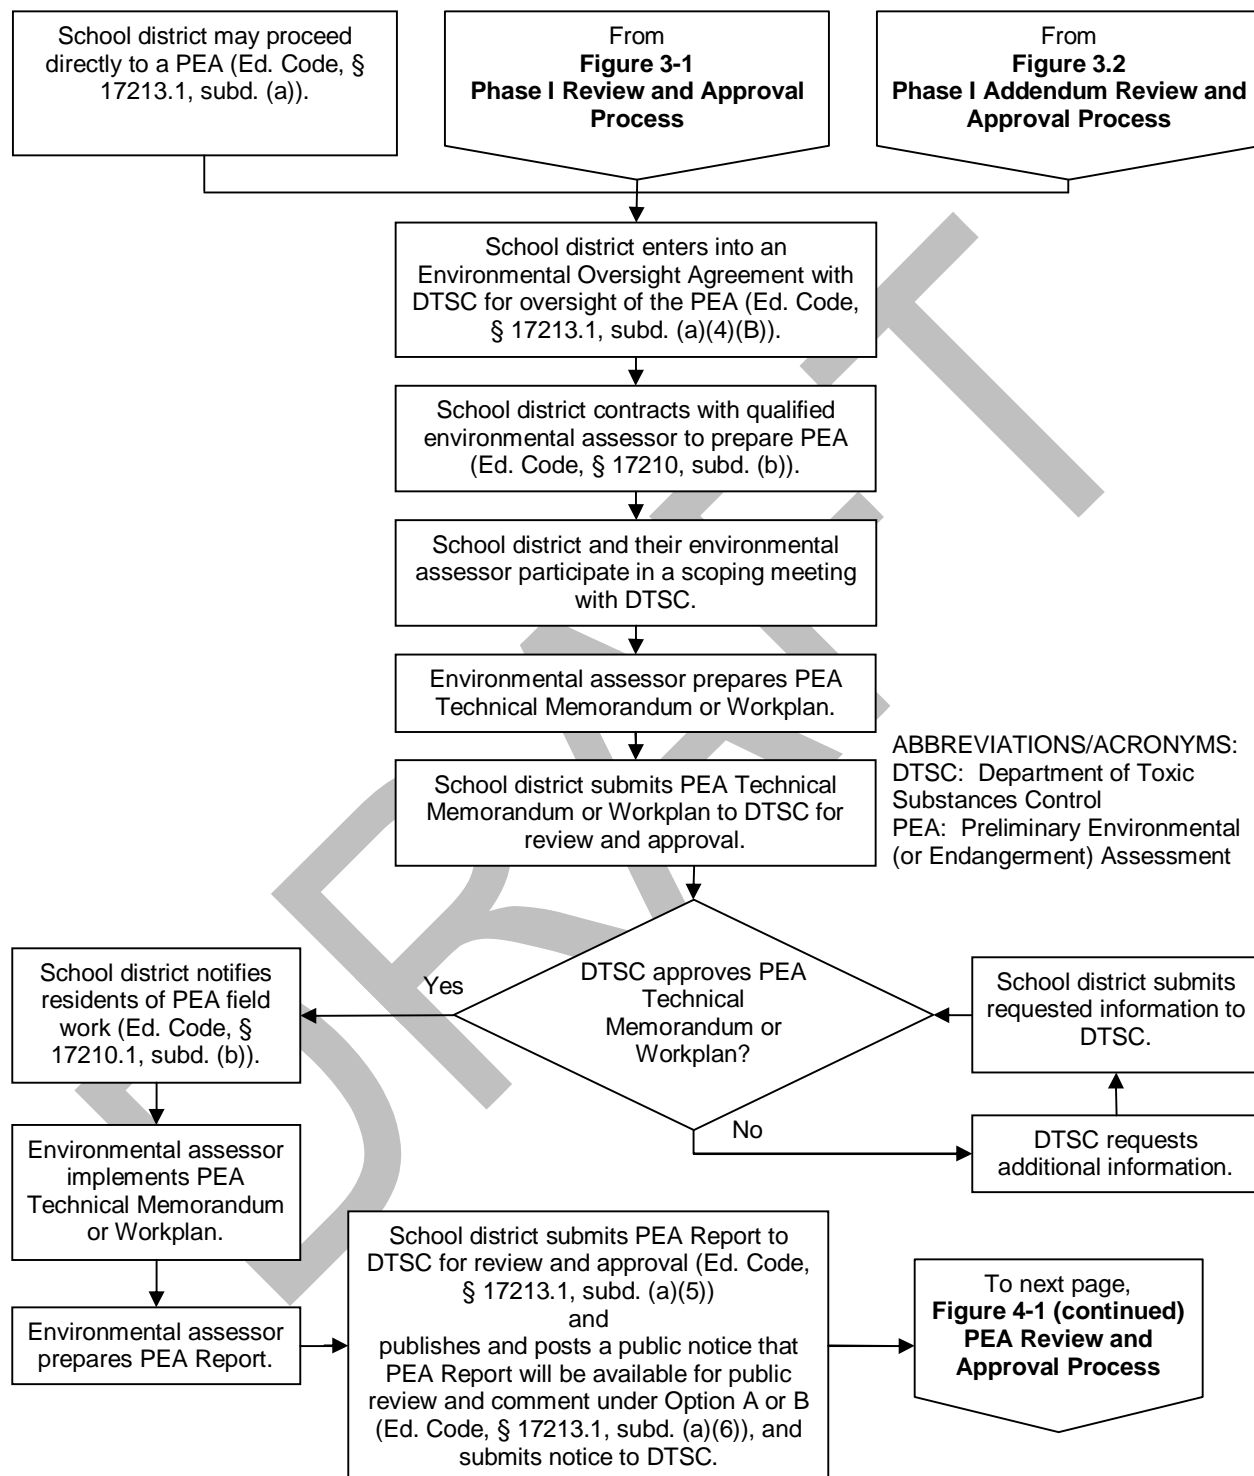 School district may proceed
directly to a PEA (Ed. Code, §
17213.1, subd. (a)).
From
Figure 3-1
Phase I Review and Approval
Process
From
Figure 3.2
Phase I Addendum Review and
Approval Process
School district enters into an
Environmental Oversight Agreement with
DTSC for oversight of the PEA (Ed. Code,
§ 17213.1, subd. (a)(4)(B)).
School district contracts with qualified
environmental assessor to prepare PEA
(Ed. Code, § 17210, subd. (b)).
School district and their environmental
assessor participate in a scoping meeting
with DTSC.
Environmental assessor prepares PEA
Technical Memorandum or Workplan.
School district submits PEA Technical
Memorandum or Workplan to DTSC for
review and approval.
ABBREVIATIONS/ACRONYMS:
DTSC: Department of Toxic
Substances Control
PEA: Preliminary Environmental
(or Endangerment) Assessment
DTSC approves PEA
Technical
Memorandum or
Workplan?
Yes
No
School district submits
requested information to
DTSC.
DTSC requests
additional information.
School district notifies
residents of PEA field
work (Ed. Code, §
17210.1, subd. (b)).
Environmental assessor
implements PEA
Technical Memorandum
or Workplan.
Environmental assessor
prepares PEA Report.
School district submits PEA Report to
DTSC for review and approval (Ed. Code,
§ 17213.1, subd. (a)(5))
and
publishes and posts a public notice that
PEA Report will be available for public
review and comment under Option A or B
(Ed. Code, § 17213.1, subd. (a)(6)), and
submits notice to DTSC.
To next page,
Figure 4-1 (continued)
PEA Review and
Approval Process
DRAFT